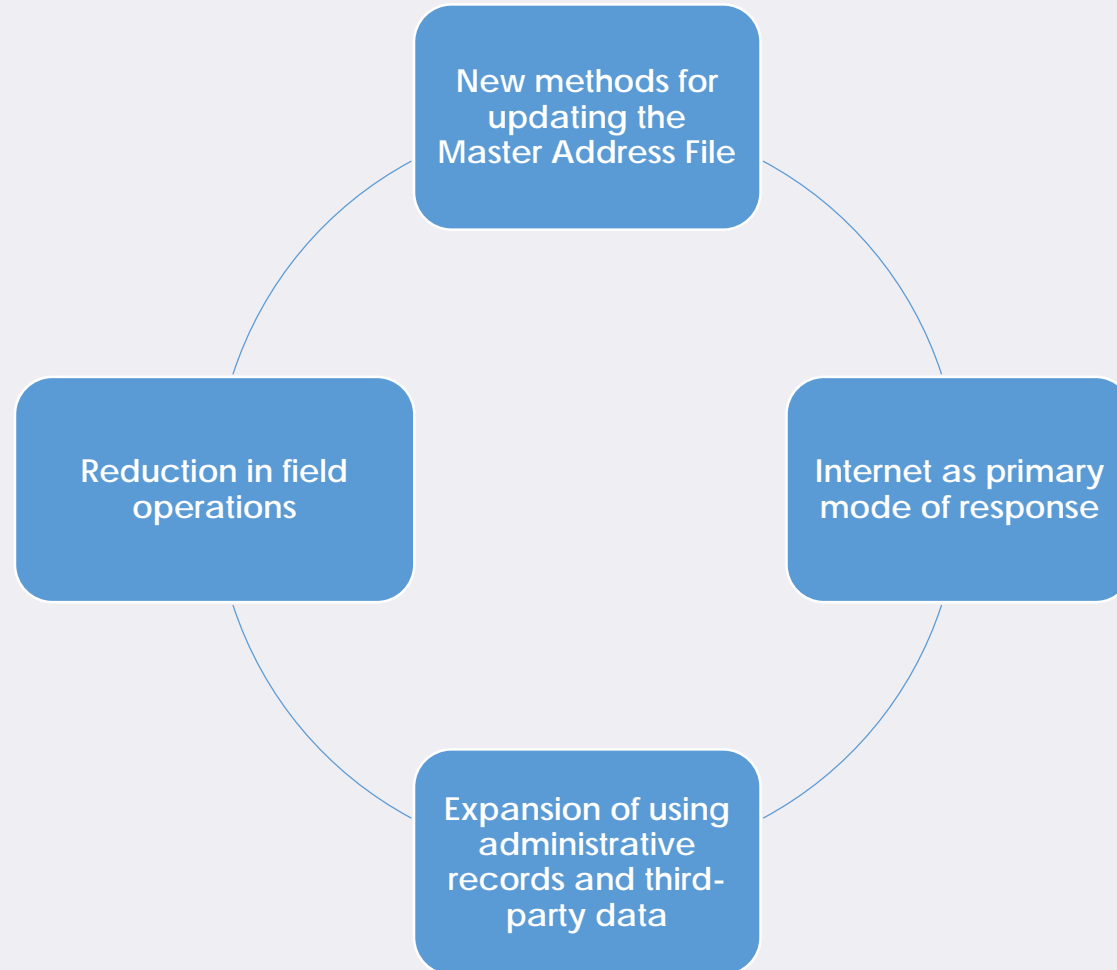 New methods for
updating the
Master Address File
Reduction in field
operations
Internet as primary
mode of response
Expansion of using
administrative
records and third-
party data